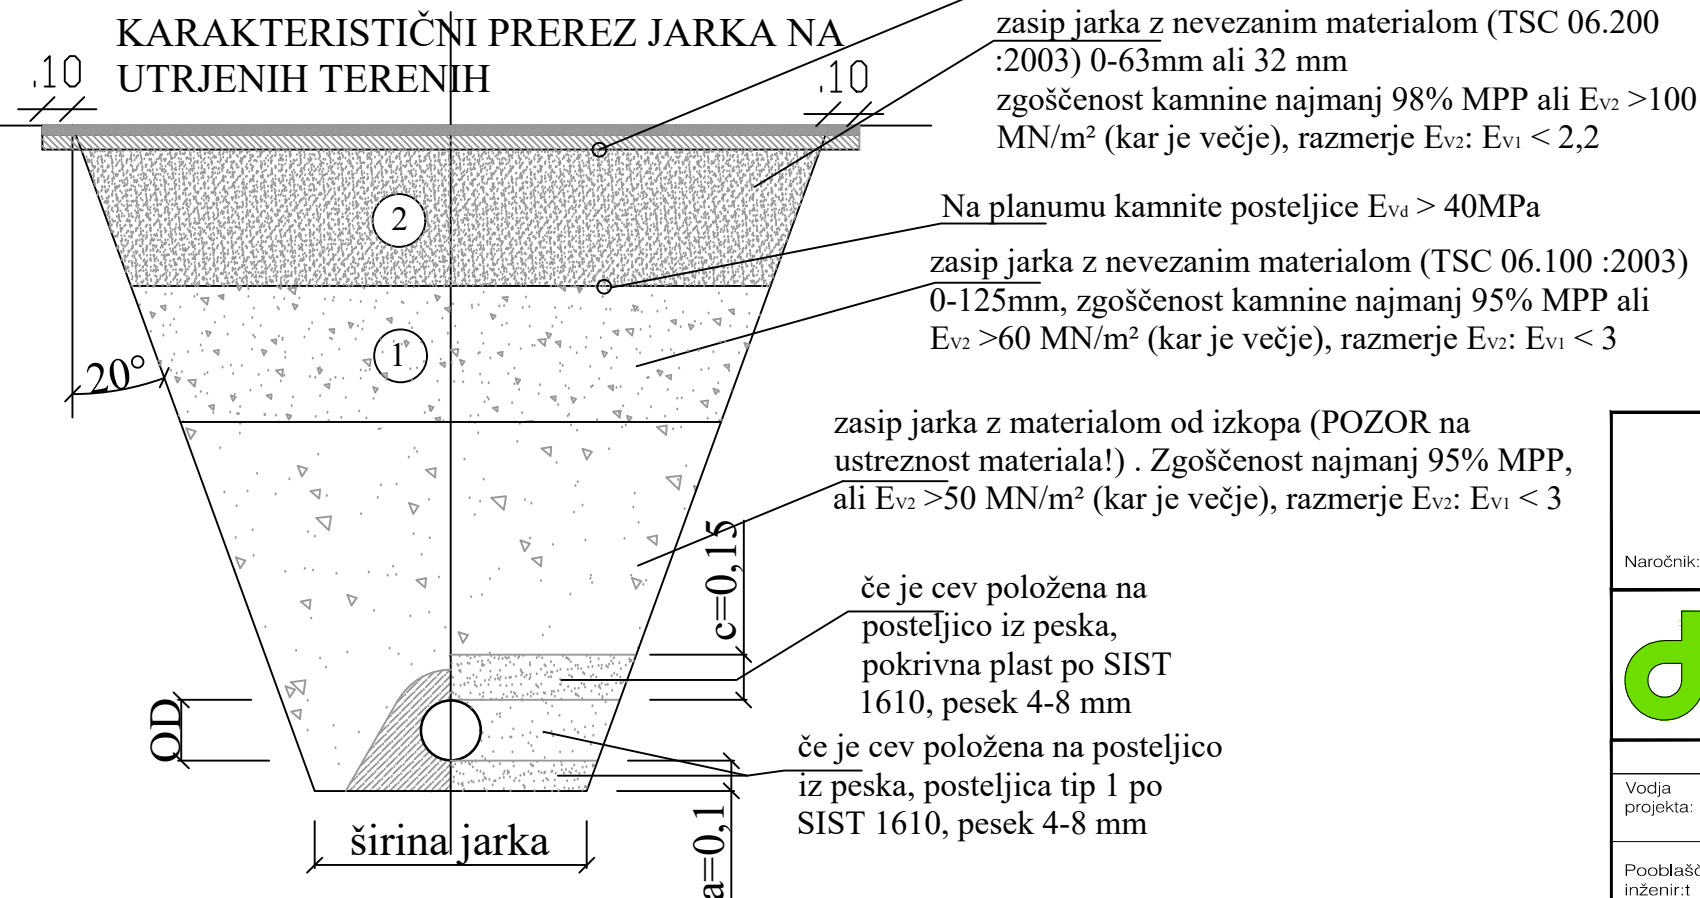 KARAKTERISTIČNI PREREZ JARKA NA
UTRJENIH TERENIH
.10
.10
zasip jarka z nevezanim materialom (TSC 06.200
:2003) 0-63mm ali 32 mm
zgoščenost kamnine najmanj 98% MPP ali EV2 >100
MN/m² (kar je večje), razmerje EV2: EV1 < 2,2
2
Na planumu kamnite posteljice EVd > 40MPa
zasip jarka z nevezanim materialom (TSC 06.100 :2003)
0-125mm, zgoščenost kamnine najmanj 95% MPP ali
EV2 >60 MN/m² (kar je večje), razmerje EV2: EV1 < 3
1
20°
zasip jarka z materialom od izkopa (POZOR na
ustreznost materiala!) . Zgoščenost najmanj 95% MPP,
ali EV2 >50 MN/m² (kar je večje), razmerje EV2: EV1 < 3
c=0,15
če je cev položena na
posteljico iz peska,
pokrivna plast po SIST
1610, pesek 4-8 mm
OD
če je cev položena na posteljico
iz peska, posteljica tip 1 po
SIST 1610, pesek 4-8 mm
a=0,1
širina jarka
Naročnik:
Vodja
projekta:
Pooblašč
inženir:t